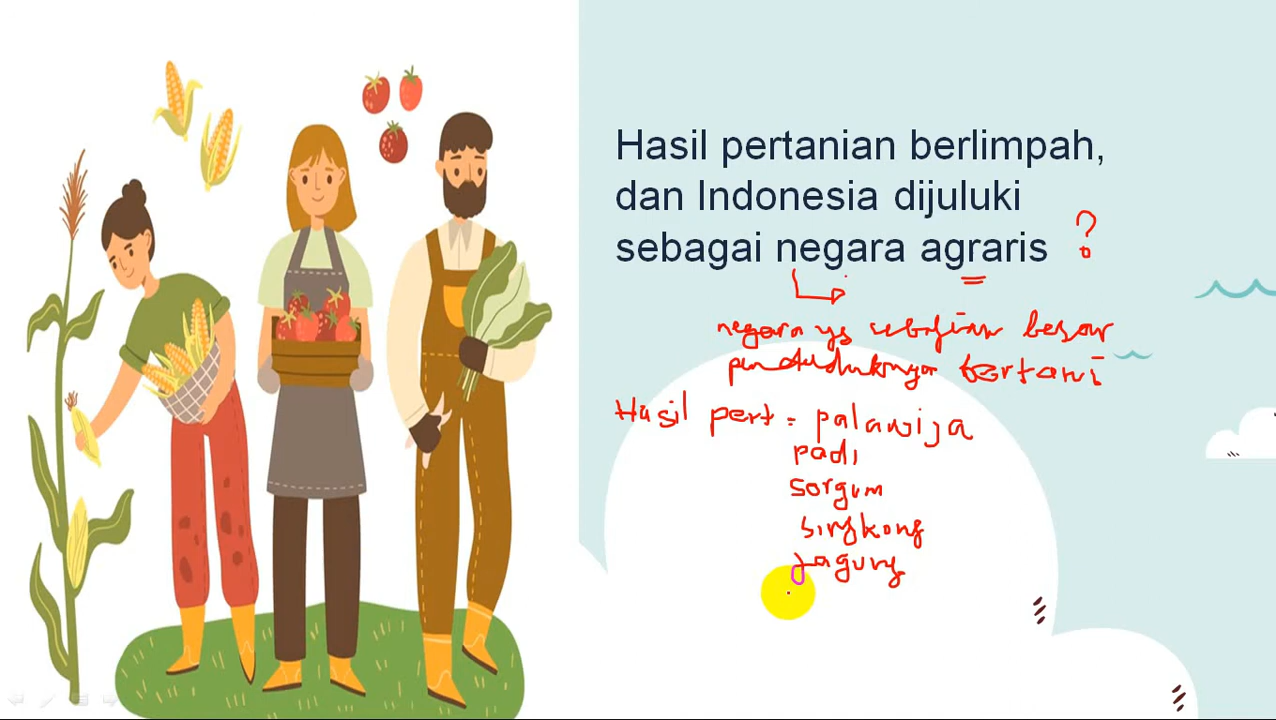 Hasil pertanian berlimpah,
dan Indonesia dijuluki
sebagai negara agraris ?
negara yg sebagian besar
penduduknya bertani
Hasil pert = palawija
padi
sorgum
singkong
jagung